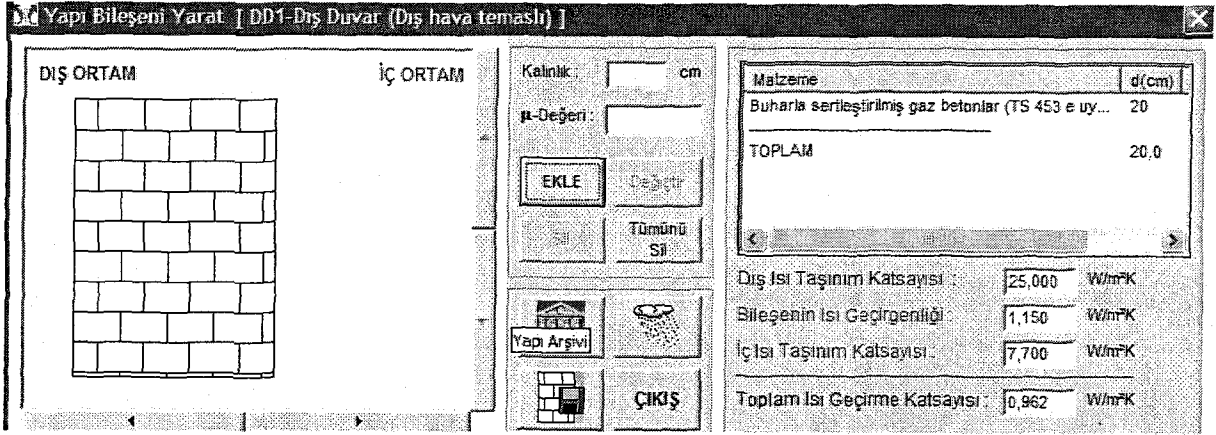 Yapı Bileşeni Yarat [ DD1-Dış Duvar (Dış hava temaslı) ]
DIŞ ORTAM
İÇ ORTAM
Kalınlık : cm
µ-Değeri :
EKLE
Değiştir
Sil
Tümünü
Sil
Yapı Arşivi
ÇIKIŞ
Malzeme d(cm)
Buharla sertleştirilmiş gaz betonlar (TS 453 e uy... 20
TOPLAM 20,0
Dış Isı Taşınım Katsayısı : 25,000 W/m²K
Bileşenin Isı Geçirgenliği 1,150 W/m²K
İç Isı Taşınım Katsayısı : 7,700 W/m²K
Toplam Isı Geçirme Katsayısı : 0,962 W/m²K